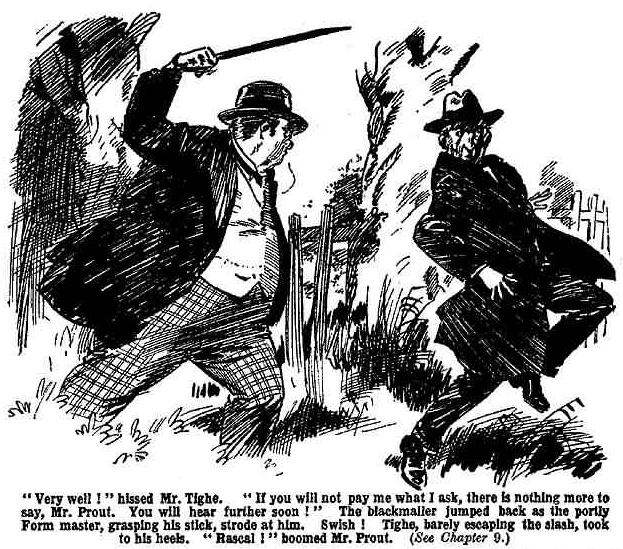 “ Very well ! ” hissed Mr. Tighe. “ If you will not pay me what I ask, there is nothing more to
say, Mr. Prout. You will hear further soon ! ” The blackmailer jumped back as the portly
Form master, grasping his stick, strode at him. Swish ! Tighe, barely escaping the slash, took
to his heels. “ Rascal ! ” boomed Mr. Prout. (See Chapter 9.)